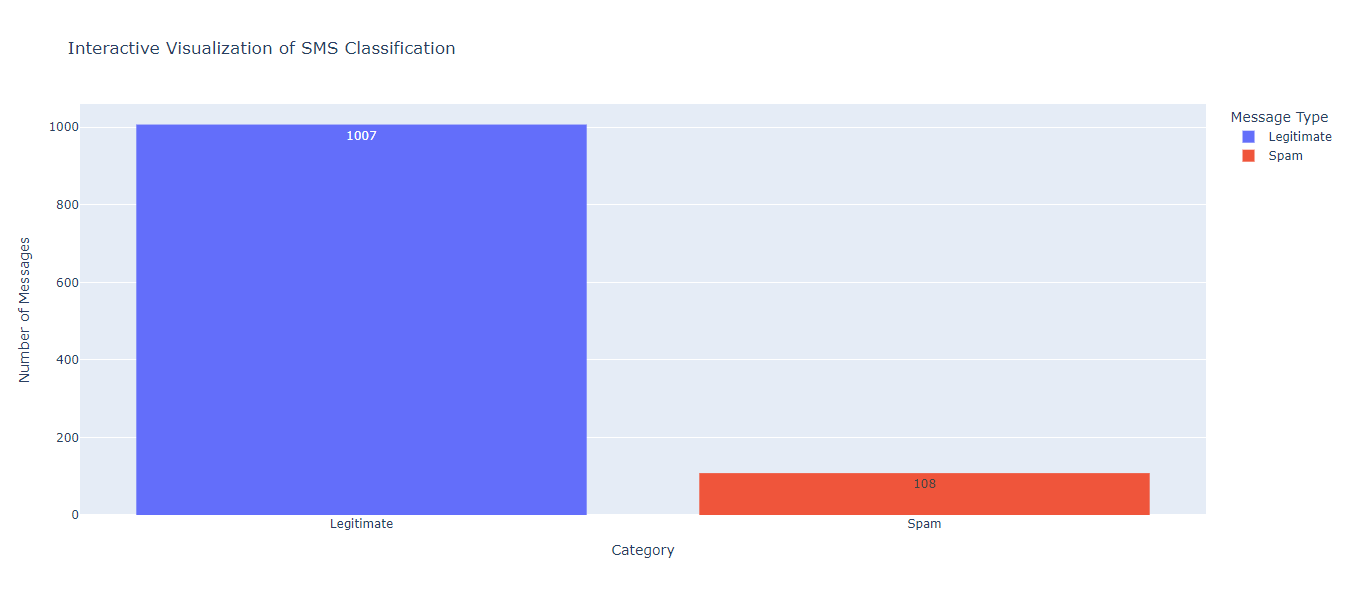 Interactive Visualization of SMS Classification
Number of Messages
1000
800
600
400
200
0
1007
108
Legitimate
Spam
Category
Message Type
Legitimate
Spam